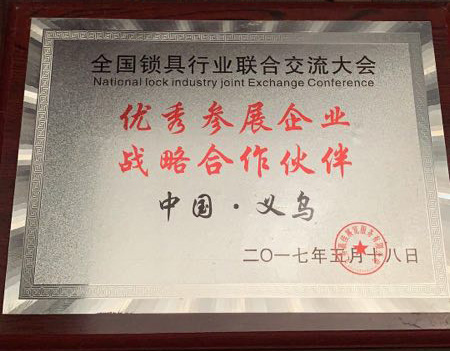 全国锁具行业联合交流大会
National lock industry joint Exchange Conference
优秀参展企业
战略合作伙伴
中国·义乌
二〇一七年五月十八日